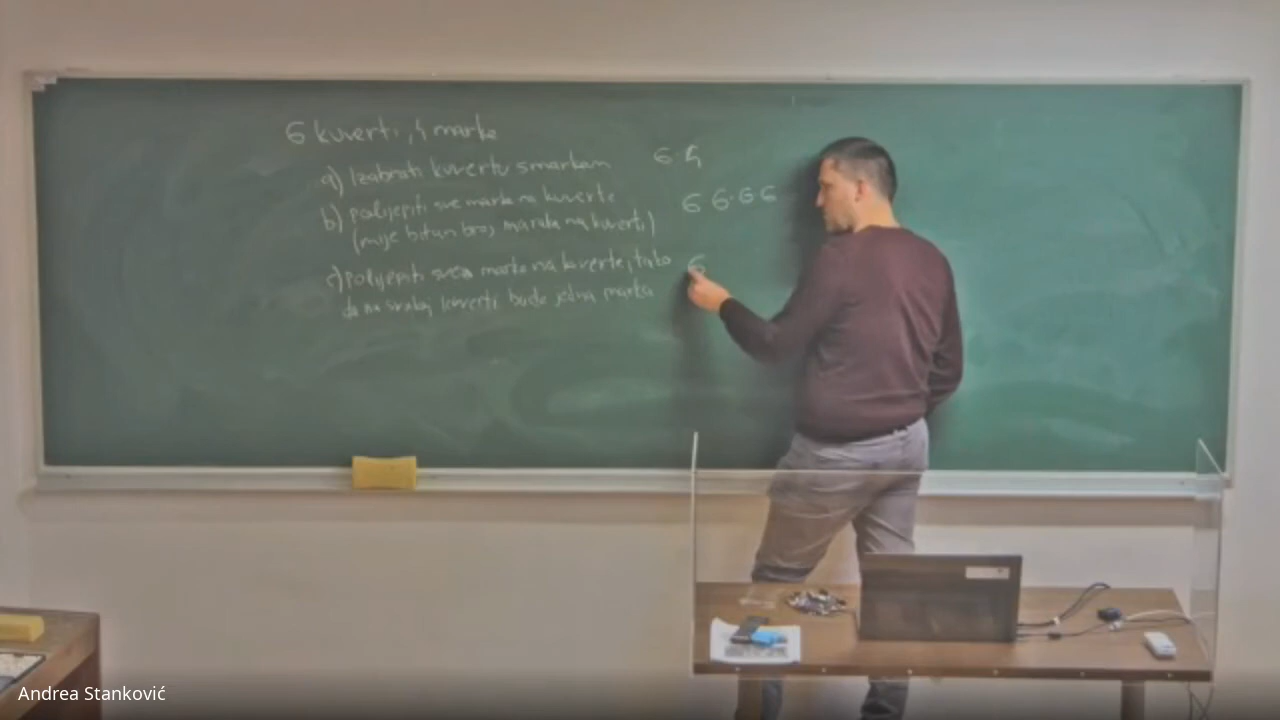 6 kuverti, 4 marke
a) Izabrati kuvertu s markom 6 4
b) polijepiti sve marke na kuverte 6 6·6 6
(nije bitan broj maraka na kuverti)
c) polijepiti sve marke na kuverte, tako 6
da na svakoj kuverti bude jedna marka
Andrea Stanković